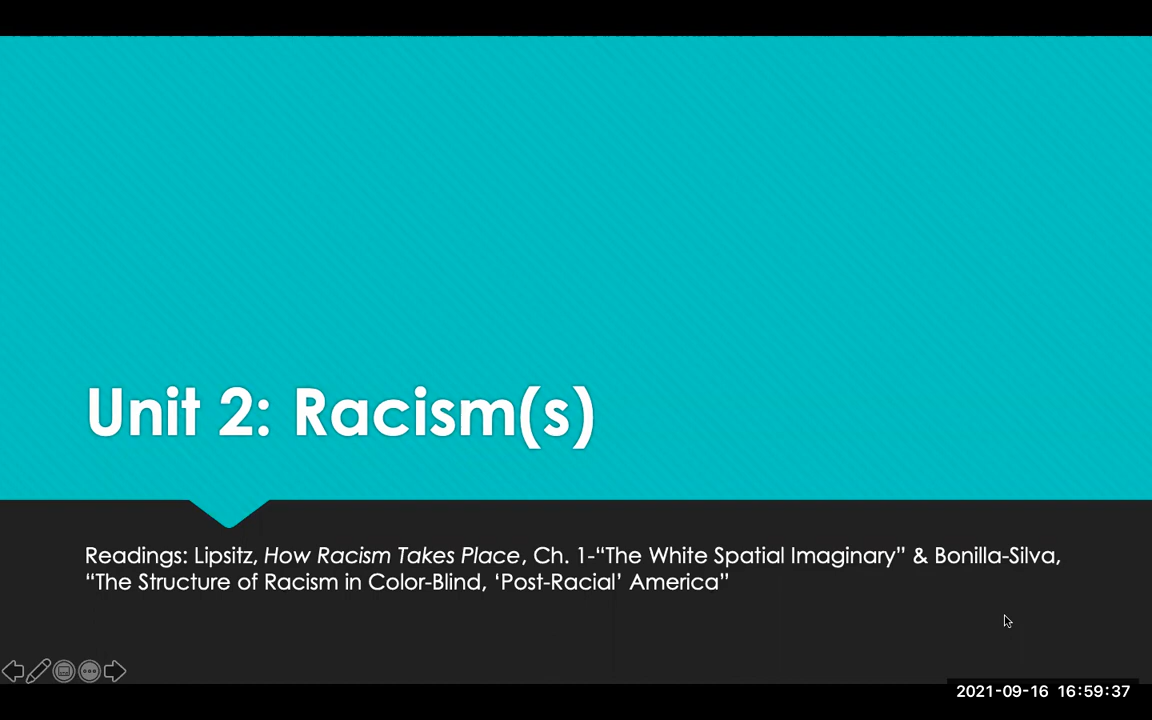 Unit 2: Racism(s)
Readings: Lipsitz, How Racism Takes Place, Ch. 1-“The White Spatial Imaginary” & Bonilla-Silva,
“The Structure of Racism in Color-Blind, ‘Post-Racial’ America”
2021-09-16 16:59:37